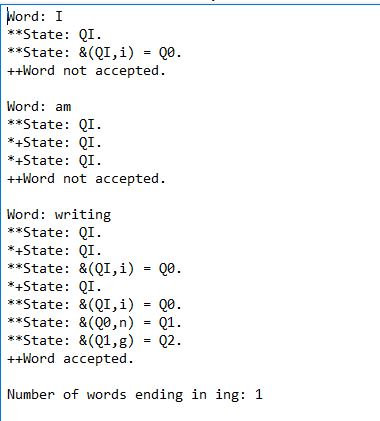 Word: I
**State: QI.
**State: &(QI,i) = Q0.
++Word not accepted.

Word: am
**State: QI.
*+State: QI.
*+State: QI.
++Word not accepted.

Word: writing
**State: QI.
*+State: QI.
**State: &(QI,i) = Q0.
*+State: QI.
**State: &(QI,i) = Q0.
**State: &(Q0,n) = Q1.
**State: &(Q1,g) = Q2.
++Word accepted.

Number of words ending in ing: 1